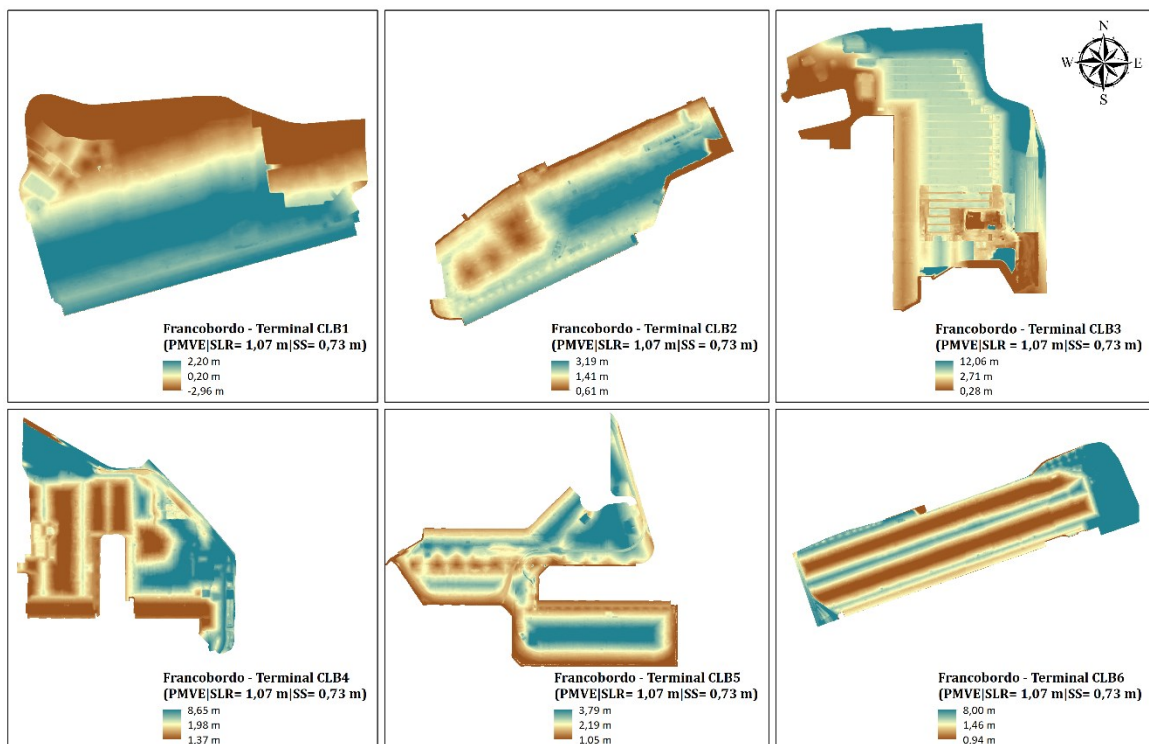 N
W E
S
Francobordo - Terminal CLB1
(PMVE|SLR= 1,07 m|SS= 0,73 m)
2,20 m
0,20 m
-2,96 m
Francobordo - Terminal CLB2
(PMVE|SLR= 1,07 m|SS = 0,73 m)
3,19 m
1,41 m
0,61 m
Francobordo - Terminal CLB3
(PMVE|SLR = 1,07 m|SS= 0,73 m)
12,06 m
2,71 m
0,28 m
Francobordo - Terminal CLB4
(PMVE|SLR= 1,07 m|SS= 0,73 m)
8,65 m
1,98 m
1,37 m
Francobordo - Terminal CLB5
(PMVE|SLR= 1,07 m|SS= 0,73 m)
3,79 m
2,19 m
1,05 m
Francobordo - Terminal CLB6
(PMVE|SLR= 1,07 m|SS= 0,73 m)
8,00 m
1,46 m
0,94 m